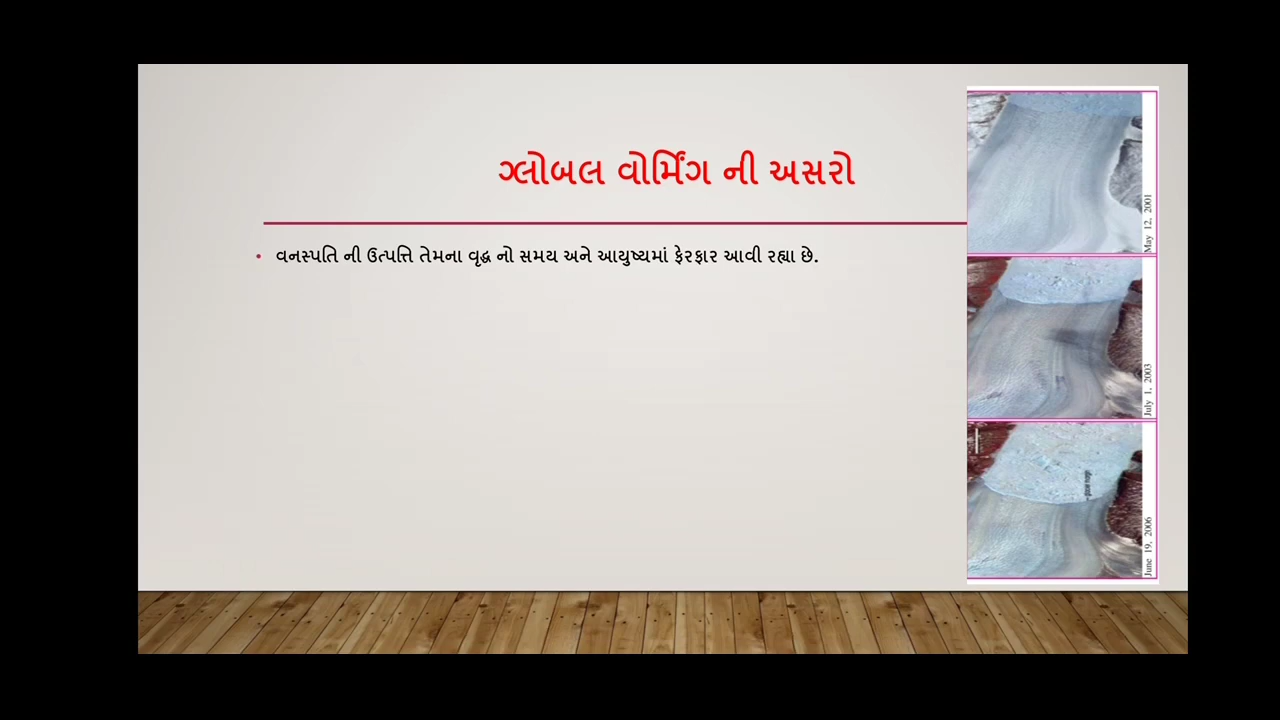 ગ્લોબલ વોર્મિંગ ની અસરો
• વનસ્પતિ ની ઉત્પત્તિ તેમના વૃદ્ધ નો સમય અને આયુષ્યમાં ફેરફાર આવી રહ્યા છે.
May 12, 2001
July 1, 2003
June 19, 2006